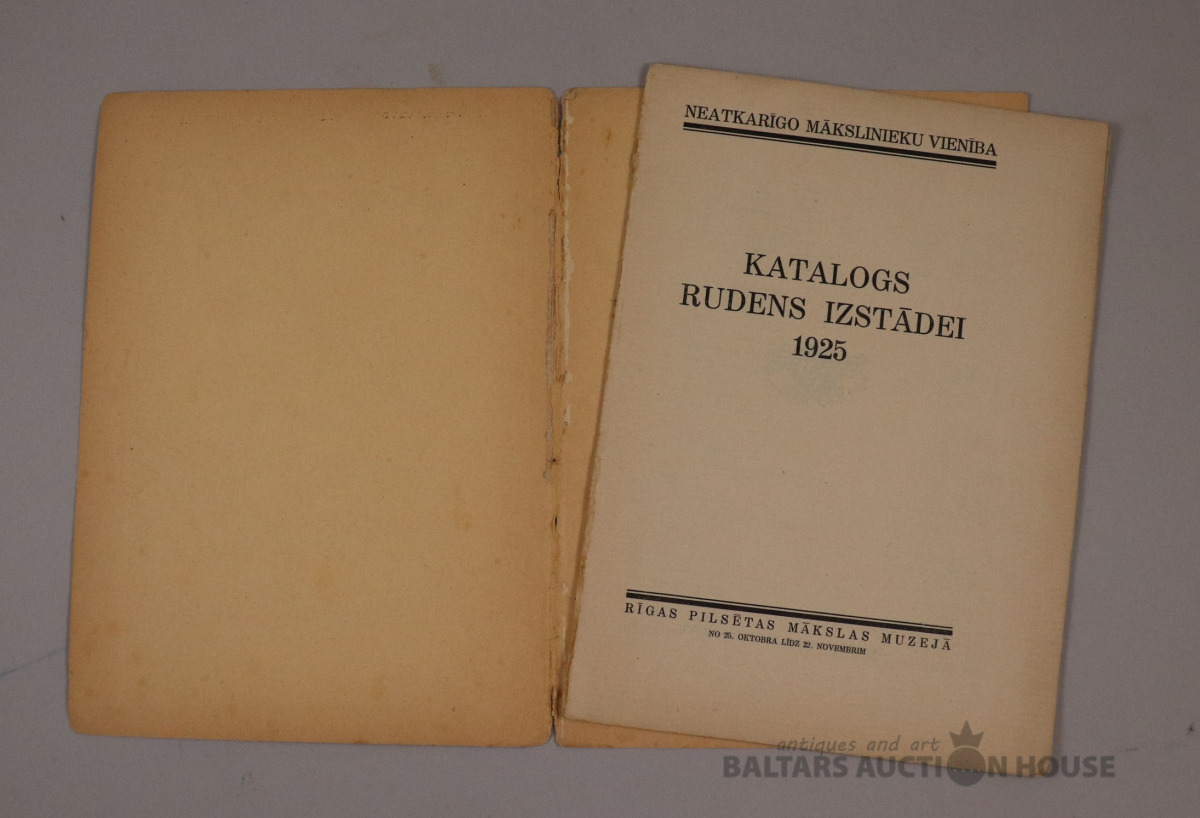 NEATKARĪGO MĀKSLINIEKU VIENĪBA
KATALOGS
RUDENS IZSTĀDEI
1925
RĪGAS PILSĒTAS MĀKSLAS MUZEJĀ
NO 25. OKTOBRA LĪDZ 22. NOVEMBRIM
antiques and art
BALTARS AUCTION HOUSE